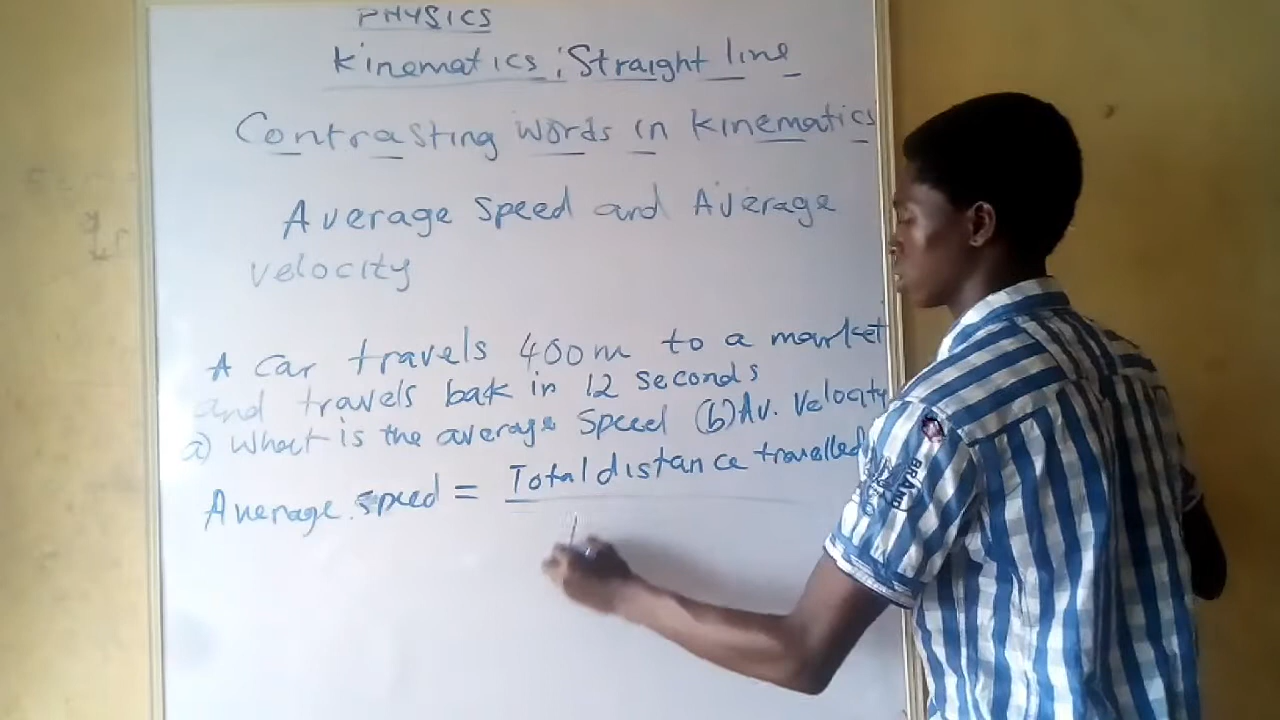 PHYSICS
Kinematics ; Straight line
Contrasting Words in Kinematics
Average Speed and Average
velocity
A car travels 400m to a market
and travels bak in 12 seconds
a) What is the average Speed (b) Av. Velocity
Average speed = Total distance travelled
BRAND